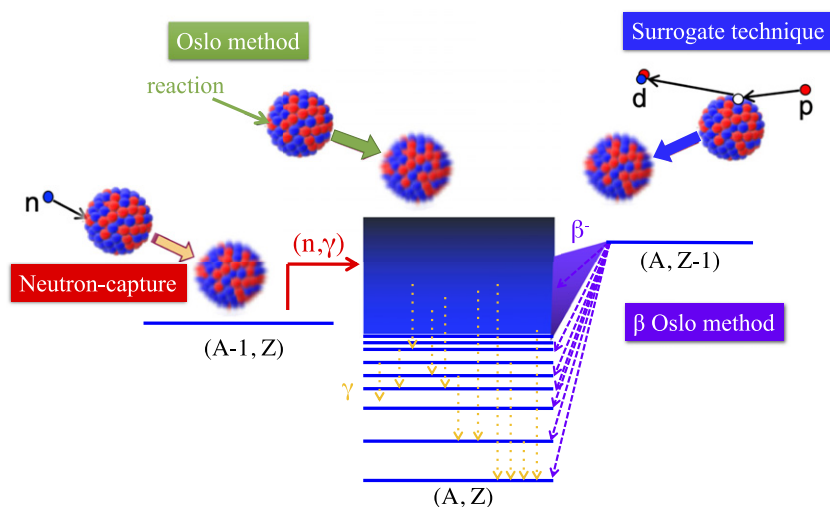 Oslo method
Surrogate technique
reaction
d
p
n
(n,γ)
β-
Neutron-capture
(A, Z-1)
(A-1, Z)
β Oslo method
γ
(A, Z)